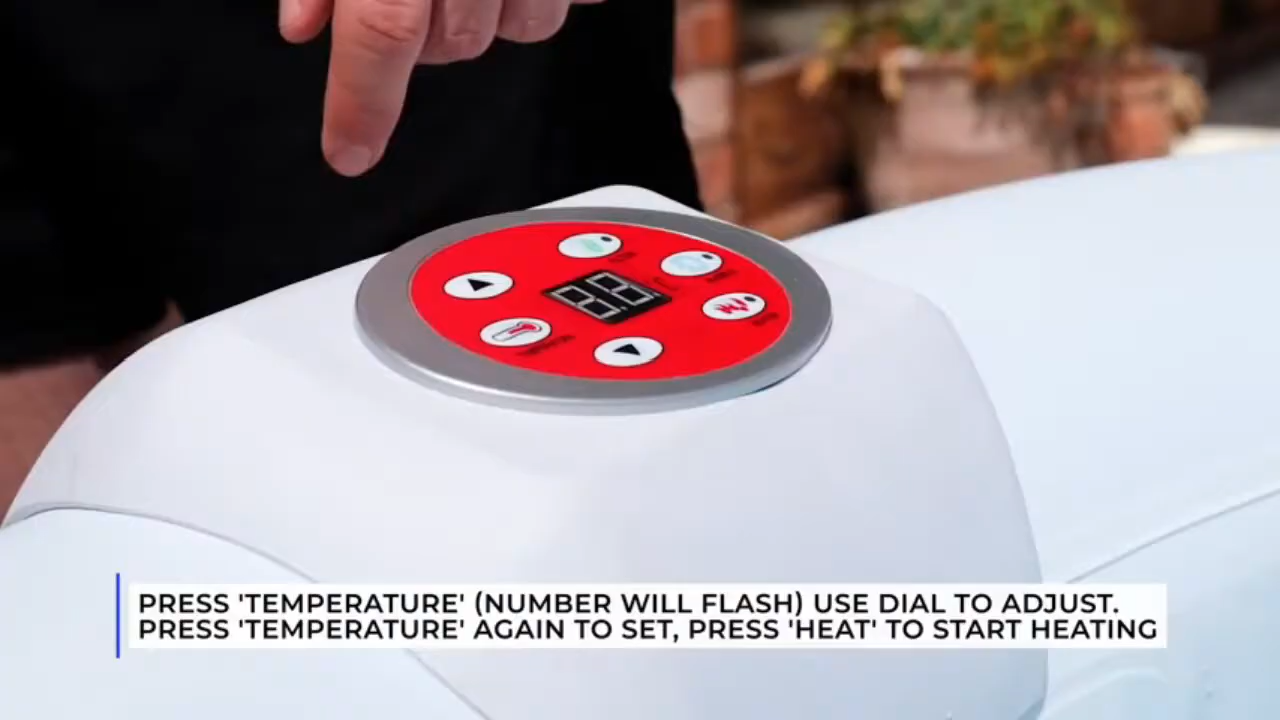 PRESS 'TEMPERATURE' (NUMBER WILL FLASH) USE DIAL TO ADJUST.
PRESS 'TEMPERATURE' AGAIN TO SET, PRESS 'HEAT' TO START HEATING